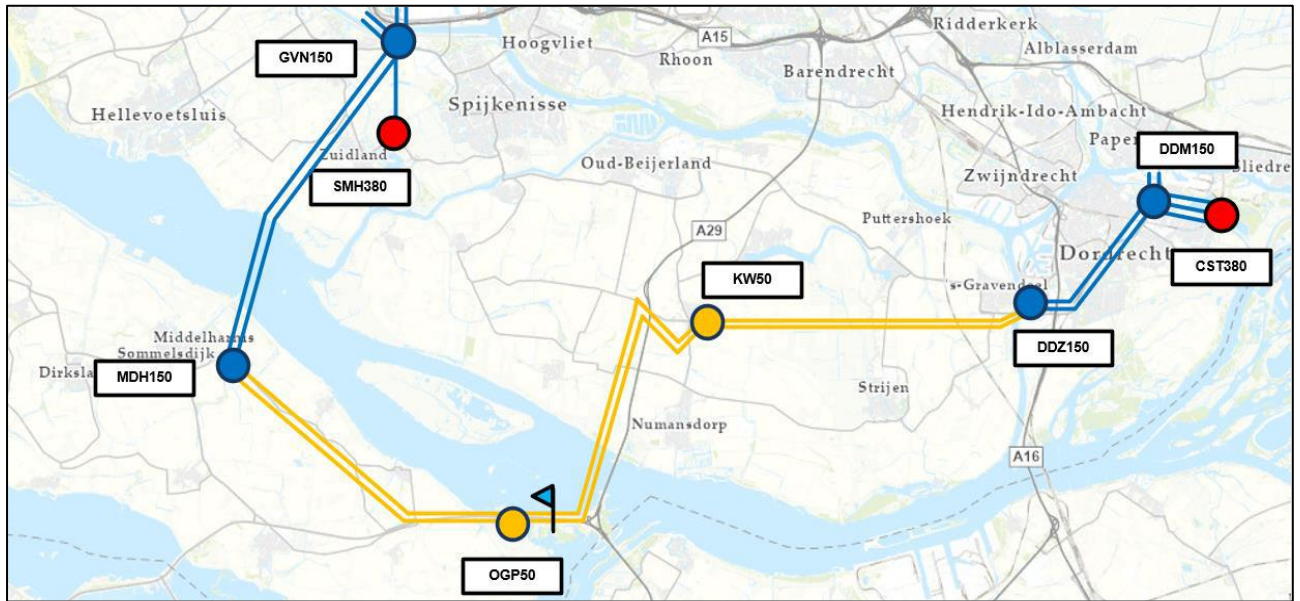 Ridderkerk
Hoogvliet
A15
Alblasserdam
GVN150
Rhoon
Barendrecht
Hellevoetsluis
Spijkenisse
Hendrik-Ido-Ambacht
Zuidland
DDM150
Sliedre
Oud-Beijerland
Zwijndrecht
SMH380
Puttershoek
A29
Dordrecht
CST380
KW50
's-Gravendeel
Middelharnis
Sommelsdijk
DDZ150
MDH150
Strijen
Numansdorp
A16
OGP50